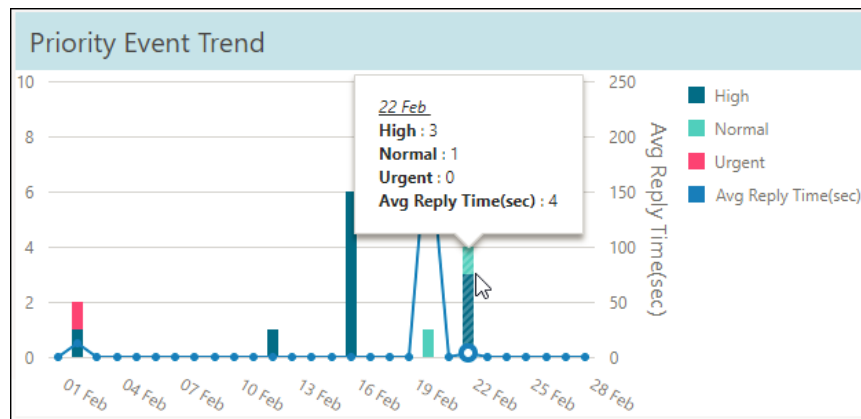 Priority Event Trend
10
8
6
4
2
0
22 Feb
High : 3
Normal : 1
Urgent : 0
Avg Reply Time(sec) : 4
250
200
150
100
50
0
Avg Reply Time(sec)
High
Normal
Urgent
Avg Reply Time(sec)
01 Feb
04 Feb
07 Feb
10 Feb
13 Feb
16 Feb
19 Feb
22 Feb
25 Feb
28 Feb